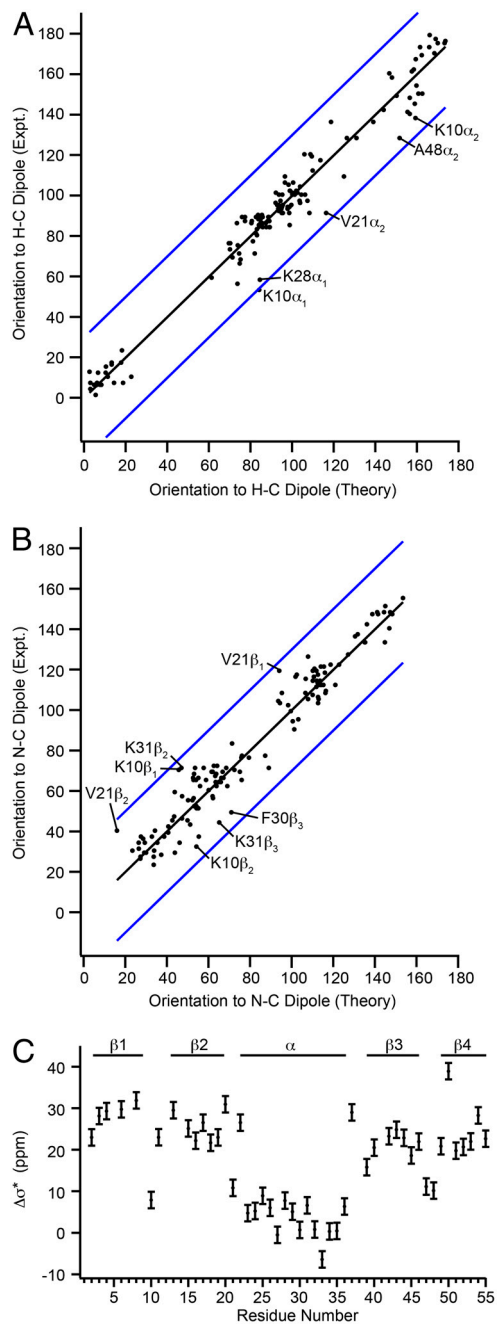 A
180
160
140
120
100
80
60
40
20
0
Orientation to H-C Dipole (Expt.)
K10α2
A48α2
V21α2
K28α1
K10α1
0 20 40 60 80 100 120 140 160 180
Orientation to H-C Dipole (Theory)
B
180
160
140
120
100
80
60
40
20
0
Orientation to N-C Dipole (Expt.)
V21β1
K31β2
K10β1
V21β2
F30β3
K31β3
K10β2
0 20 40 60 80 100 120 140 160 180
Orientation to N-C Dipole (Theory)
C
β1 β2 α β3 β4
40
30
20
10
0
-10
Δσ* (ppm)
5 10 15 20 25 30 35 40 45 50 55
Residue Number